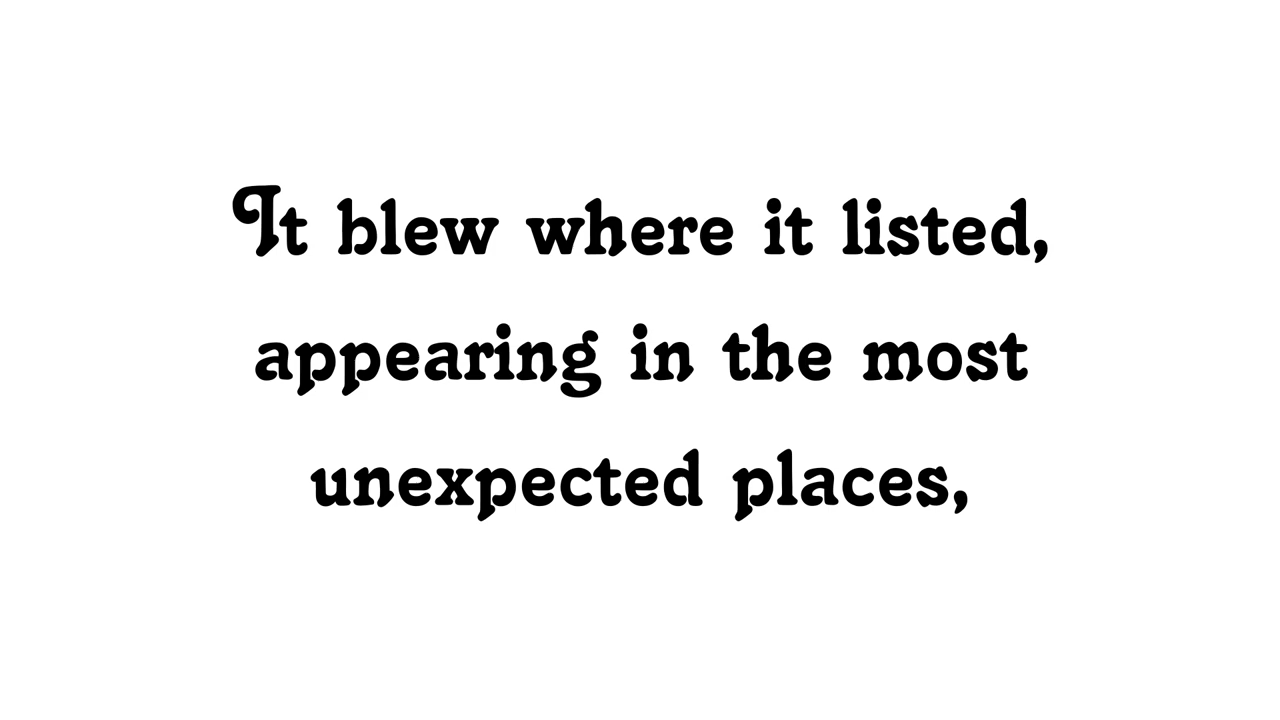 It blew where it listed,
appearing in the most
unexpected places,